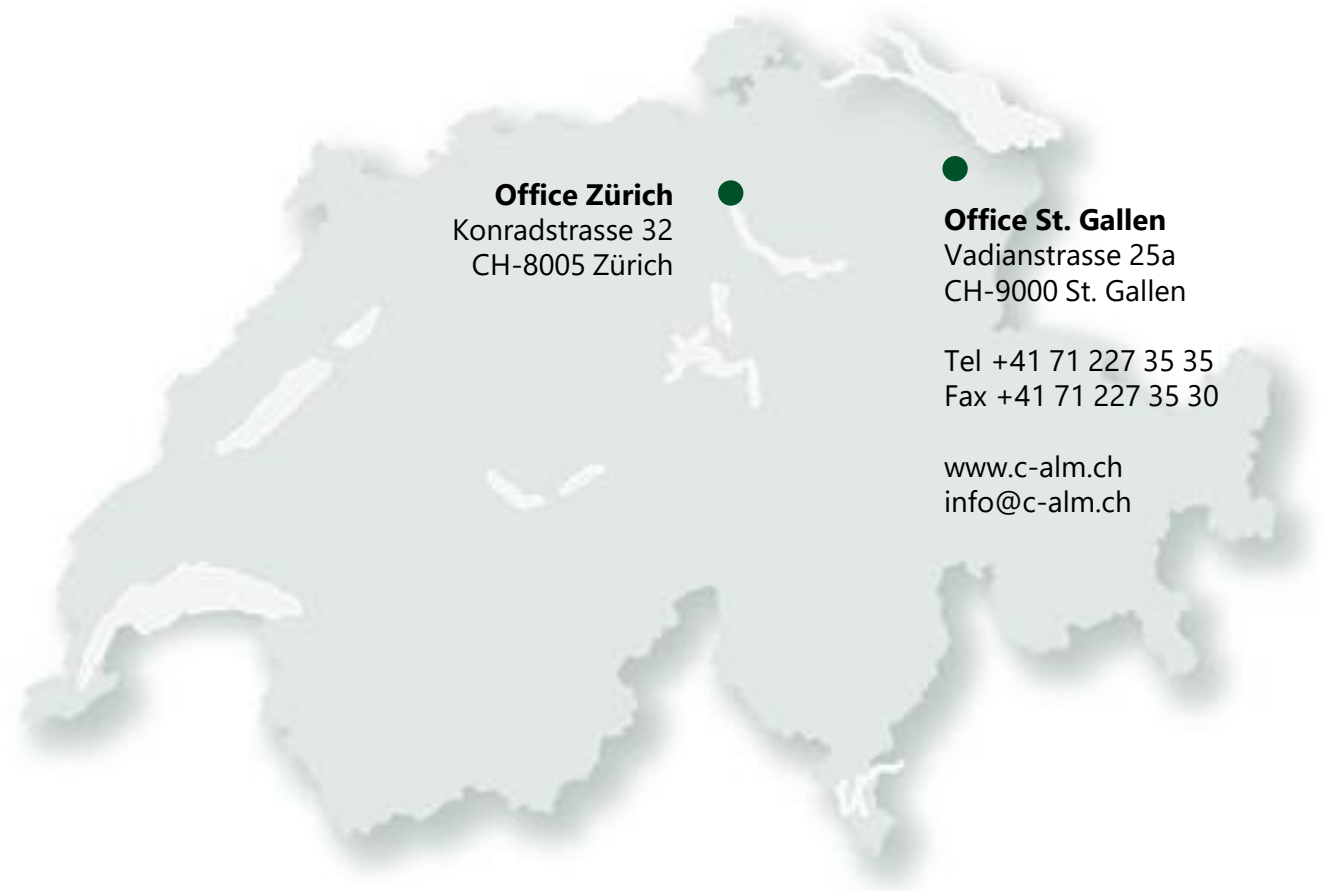 Office Zürich
Konradstrasse 32
CH-8005 Zürich
Office St. Gallen
Vadianstrasse 25a
CH-9000 St. Gallen
Tel +41 71 227 35 35
Fax +41 71 227 35 30
www.c-alm.ch
info@c-alm.ch